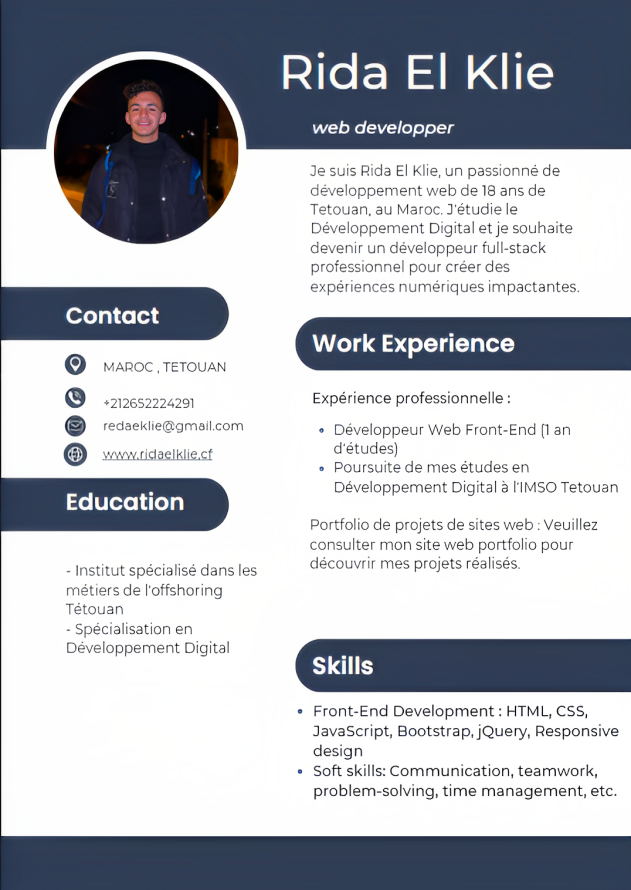 Rida El Klie
web developper
Je suis Rida El Klie, un passionné de
développement web de 18 ans de
Tetouan, au Maroc. J'étudie le
Développement Digital et je souhaite
devenir un développeur full-stack
professionnel pour créer des
expériences numériques impactantes.
Contact
MAROC , TETOUAN
+212652224291
redaeklie@gmail.com
www.ridaelklie.cf
Education
- Institut spécialisé dans les
métiers de l'offshoring
Tétouan
- Spécialisation en
Développement Digital
Work Experience
Expérience professionnelle :
Développeur Web Front-End (1 an
d'études)
Poursuite de mes études en
Développement Digital à l'IMSO Tetouan
Portfolio de projets de sites web : Veuillez
consulter mon site web portfolio pour
découvrir mes projets réalisés.
Skills
Front-End Development : HTML, CSS,
JavaScript, Bootstrap, jQuery, Responsive
design
Soft skills: Communication, teamwork,
problem-solving, time management, etc.